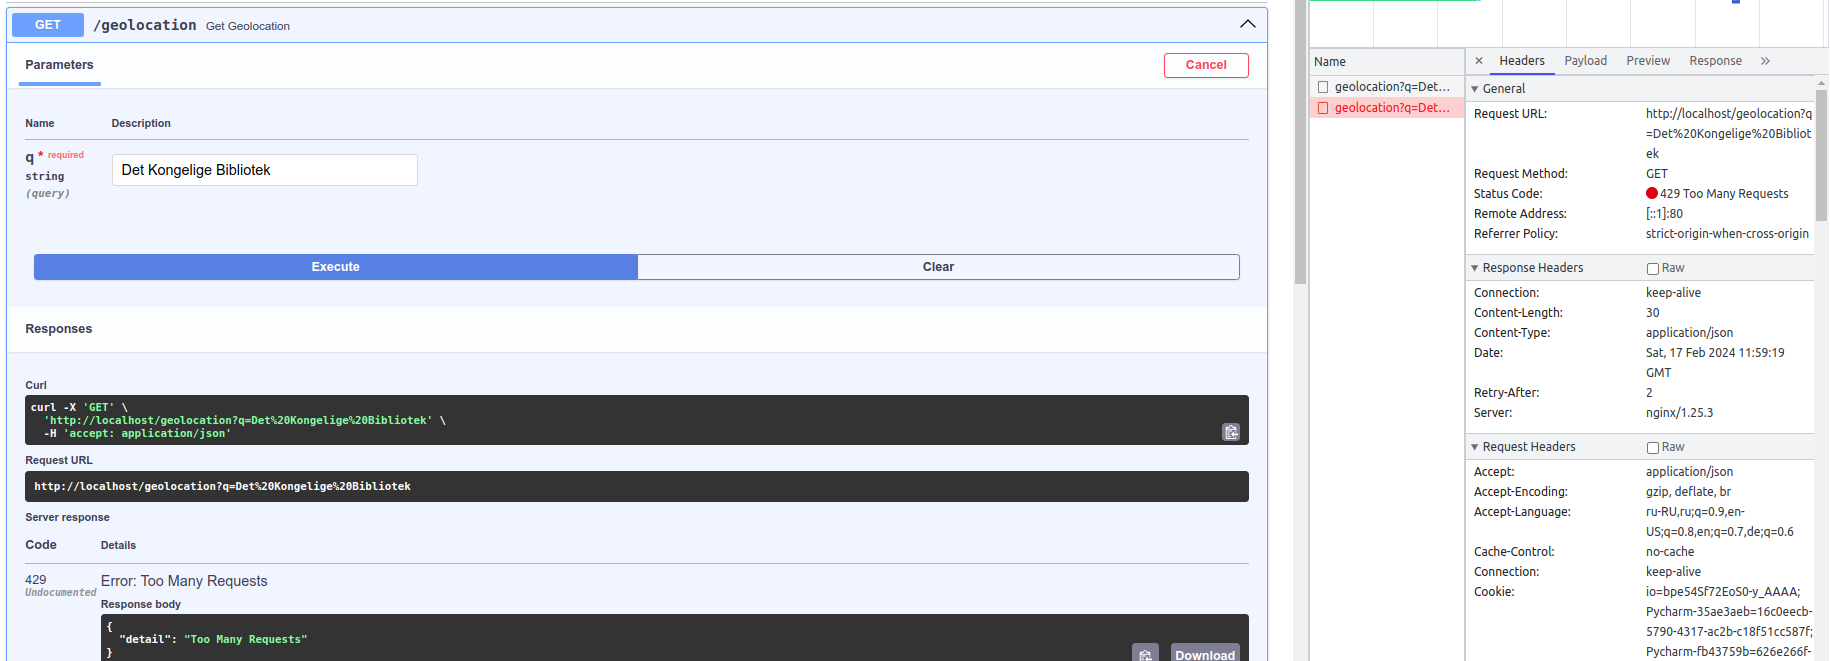 GET /geolocation Get Geolocation
Parameters
Cancel
Name Description
q * required
string
(query)
Det Kongelige Bibliotek
Execute Clear
Responses
Curl
curl -X 'GET' \
'http://localhost/geolocation?q=Det%20Kongelige%20Bibliotek' \
-H 'accept: application/json'
Request URL
http://localhost/geolocation?q=Det%20Kongelige%20Bibliotek
Server response
Code Details
429
Undocumented
Error: Too Many Requests
Response body
{
"detail": "Too Many Requests"
}
Download
Name
geolocation?q=Det...
geolocation?q=Det...
× Headers Payload Preview Response »
General
Request URL: http://localhost/geolocation?q
=Det%20Kongelige%20Bibliot
ek
Request Method: GET
Status Code: 429 Too Many Requests
Remote Address: [::1]:80
Referrer Policy: strict-origin-when-cross-origin
Response Headers Raw
Connection: keep-alive
Content-Length: 30
Content-Type: application/json
Date: Sat, 17 Feb 2024 11:59:19
GMT
Retry-After: 2
Server: nginx/1.25.3
Request Headers Raw
Accept: application/json
Accept-Encoding: gzip, deflate, br
Accept-Language: ru-RU,ru;q=0.9,en-
US;q=0.8,en;q=0.7,de;q=0.6
Cache-Control: no-cache
Connection: keep-alive
Cookie: io=bpe54Sf72EoS0-y_AAAA;
Pycharm-35ae3aeb=16c0eecb-
5790-4317-ac2b-c18f51cc587f;
Pycharm-fb43759b=626e266f-